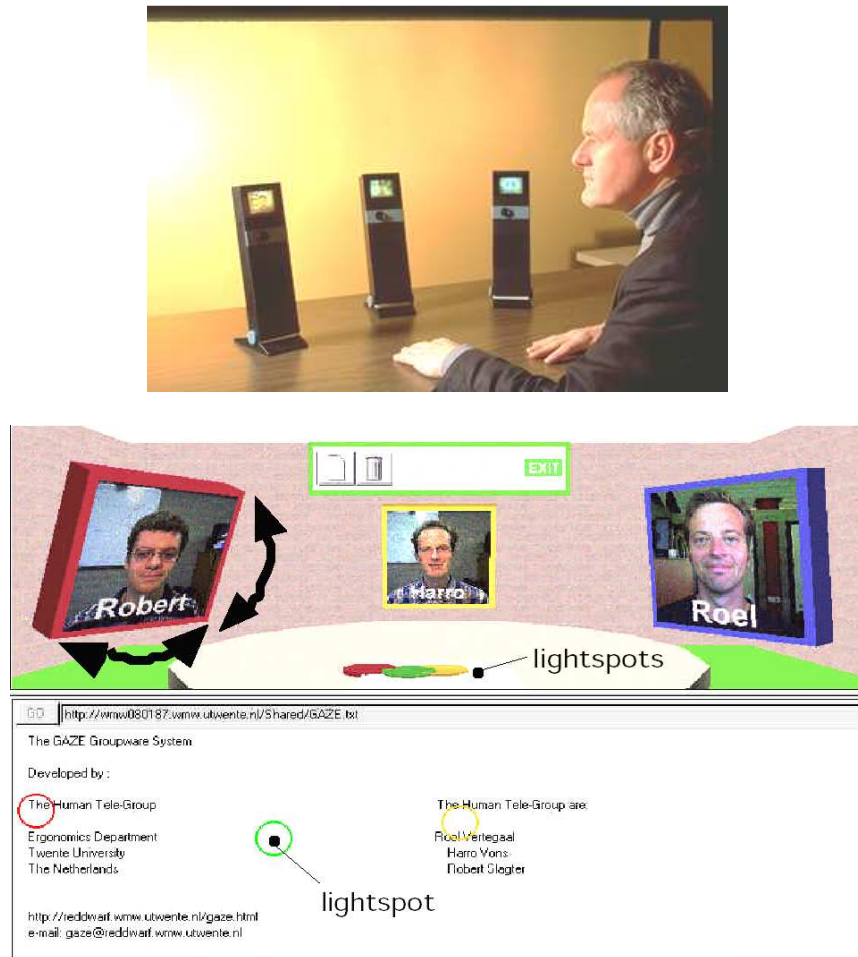 EXIT
Robert
Harro
Roel
lightspots
GO http://wmw080187.wmw.utwente.nl/Shared/GAZE.txt
The GAZE Groupware System
Developed by :
The Human Tele-Group
The Human Tele-Group are:
Ergonomics Department
Roel Vertegaal
Twente University
Harro Vons
The Netherlands
Robert Slagter
lightspot
http://reddwarf.wmw.utwente.nl/gaze.html
e-mail: gaze@reddwarf.wmw.utwente.nl